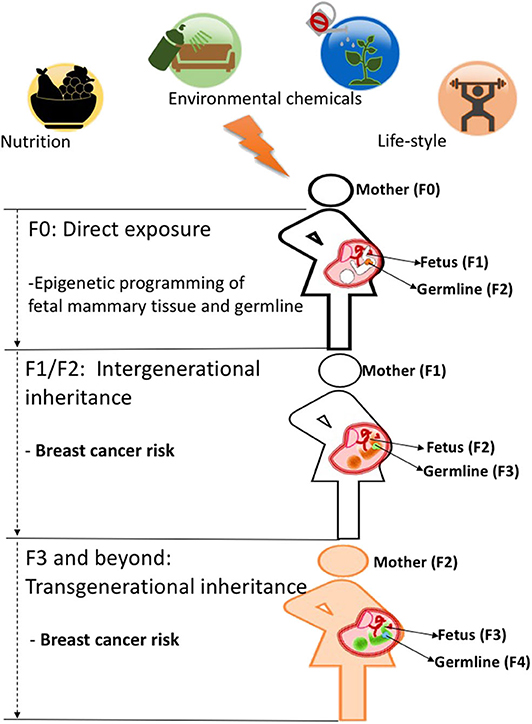 Environmental chemicals
Nutrition
Life-style
Mother (F0)
F0: Direct exposure
Fetus (F1)
-Epigenetic programming of
fetal mammary tissue and germline
Germline (F2)
F1/F2:  Intergenerational
inheritance
Mother (F1)
- Breast cancer risk
Fetus (F2)
Germline (F3)
F3 and beyond:
Transgenerational inheritance
Mother (F2)
- Breast cancer risk
Fetus (F3)
Germline (F4)